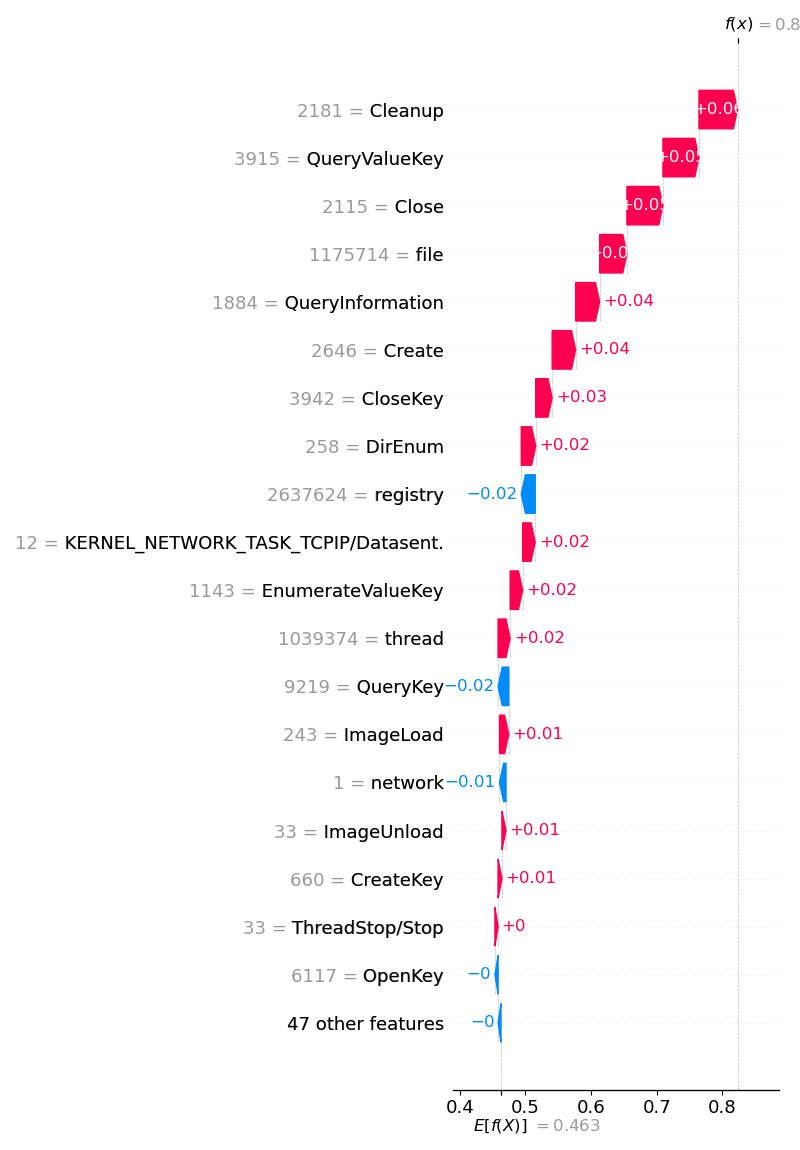 f(x) = 0.8
2181 = Cleanup +0.06
3915 = QueryValueKey +0.05
2115 = Close +0.05
1175714 = file
1884 = QueryInformation +0.04
2646 = Create +0.04
3942 = CloseKey +0.03
258 = DirEnum +0.02
2637624 = registry −0.02
12 = KERNEL_NETWORK_TASK_TCPIP/Datasent. +0.02
1143 = EnumerateValueKey +0.02
1039374 = thread +0.02
9219 = QueryKey −0.02
243 = ImageLoad +0.01
1 = network −0.01
33 = ImageUnload +0.01
660 = CreateKey +0.01
33 = ThreadStop/Stop +0
6117 = OpenKey −0
47 other features −0
0.4 0.5 0.6 0.7 0.8
E[f(X)] = 0.463